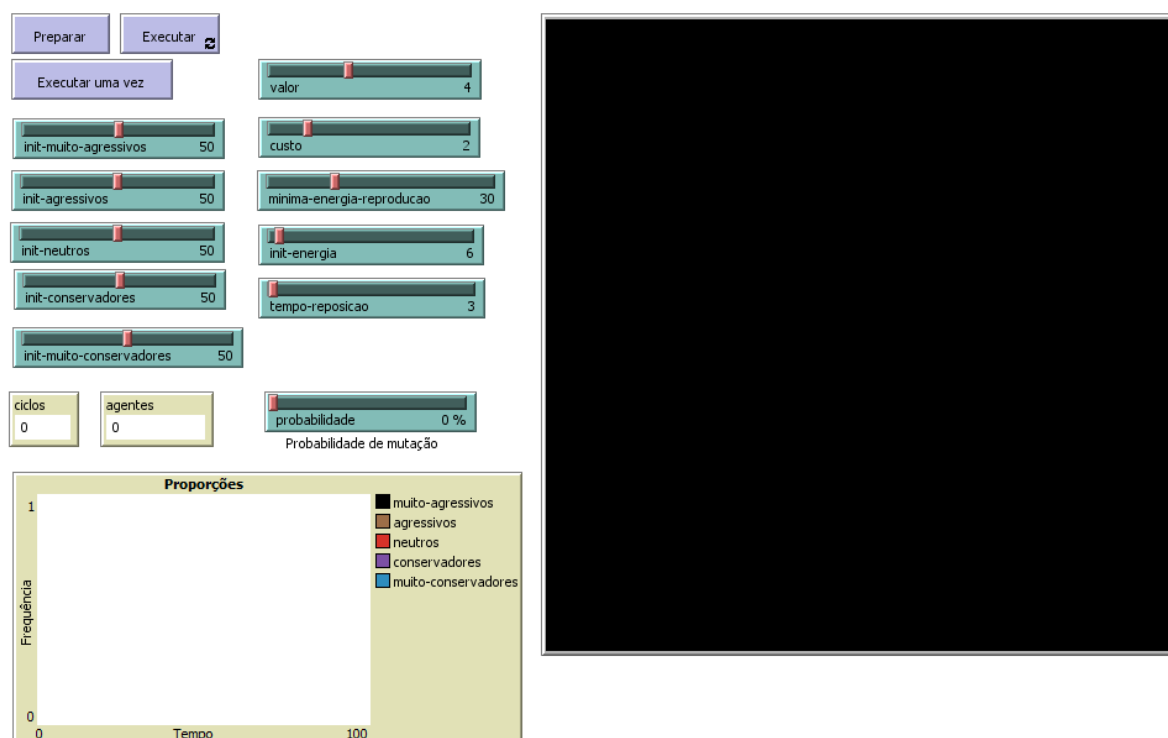 Preparar
Executar
Executar uma vez
valor 4
init-muito-agressivos 50
custo 2
init-agressivos 50
minima-energia-reproducao 30
init-neutros 50
init-energia 6
init-conservadores 50
tempo-reposicao 3
init-muito-conservadores 50
ciclos
0
agentes
0
probabilidade 0 %
Probabilidade de mutação
Proporções
1
Frequência
0
0 Tempo 100
muito-agressivos
agressivos
neutros
conservadores
muito-conservadores